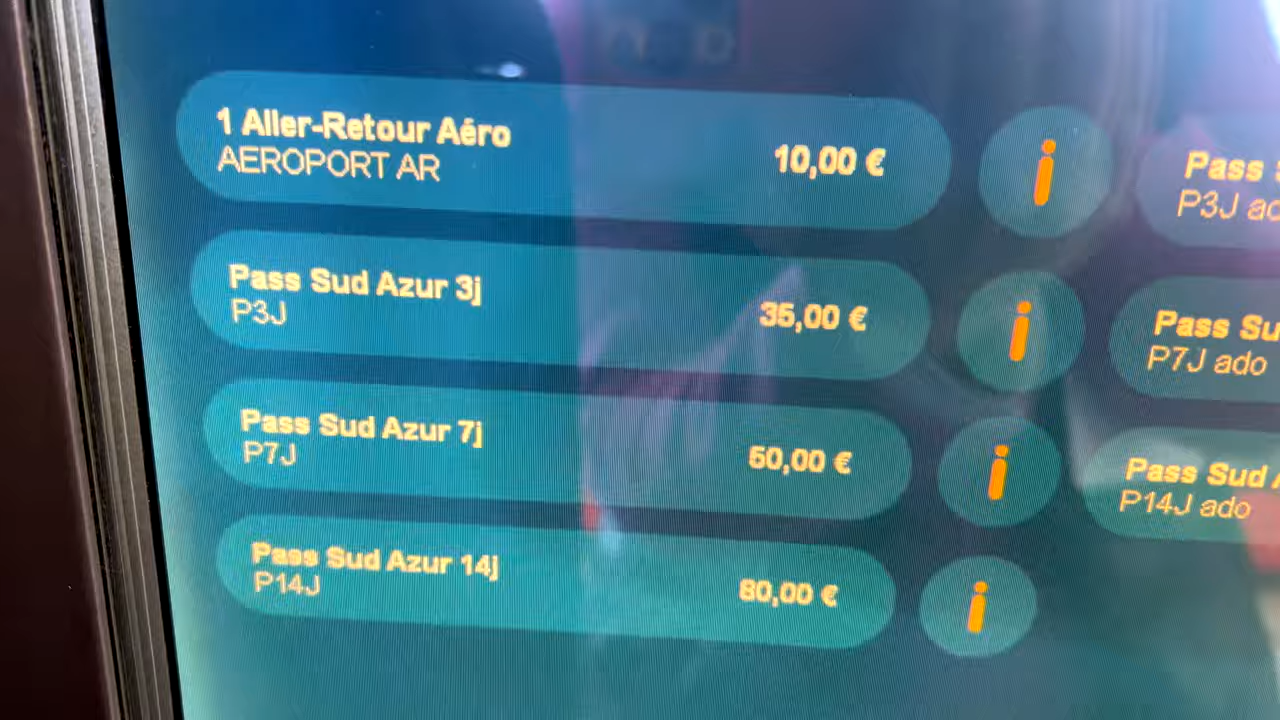 1 Aller-Retour Aéro
AEROPORT AR
10,00 €
Pass
P3J
Pass Sud Azur 3j
P3J
35,00 €
Pass
P7J ado
Pass Sud Azur 7j
P7J
50,00 €
Pass Sud
P14J ado
Pass Sud Azur 14j
P14J
80,00 €